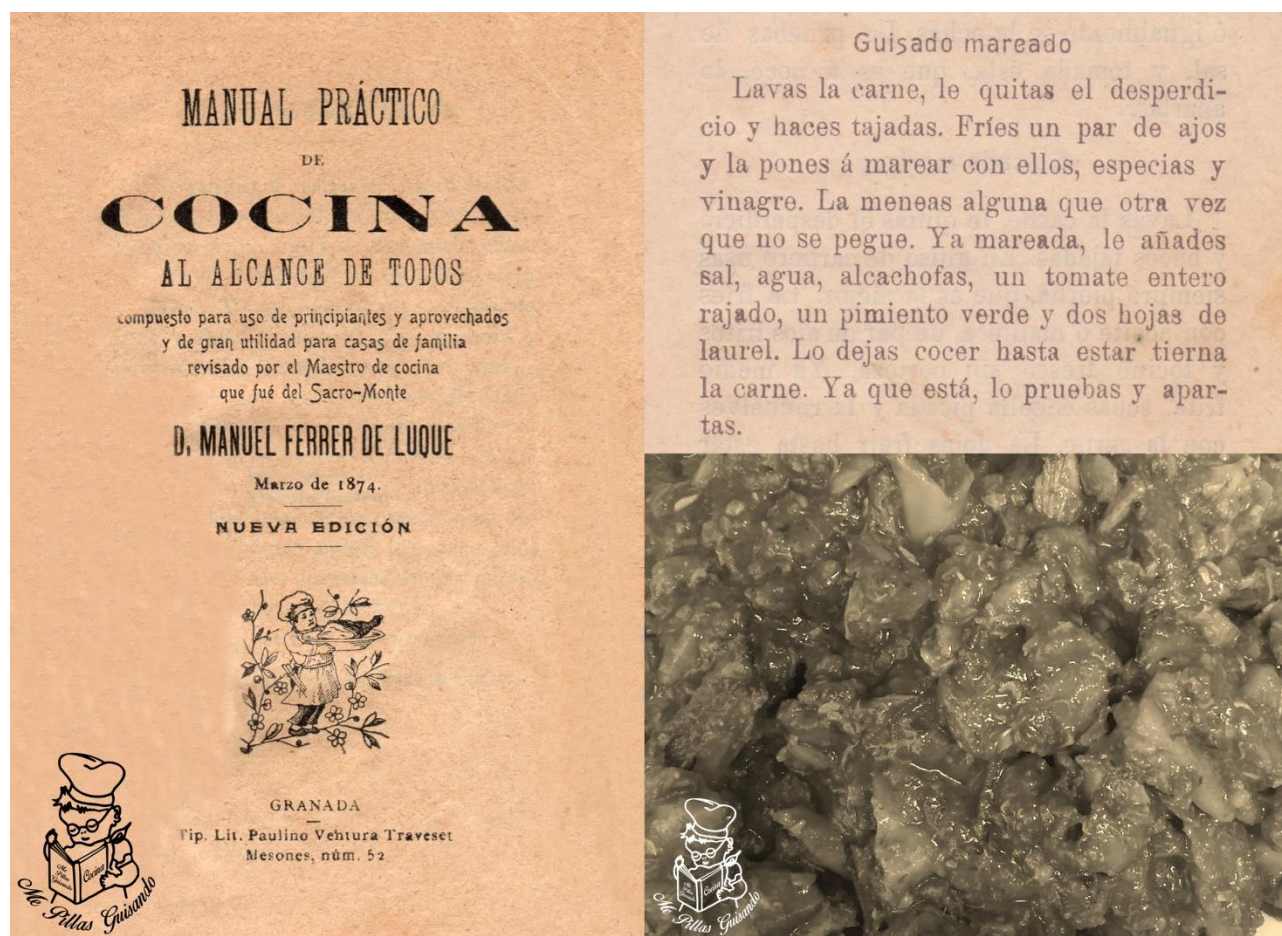 MANUAL PRÁCTICO
DE
COCINA
AL ALCANCE DE TODOS
compuesto para uso de principiantes y aprovechados
y de gran utilidad para casas de familia
revisado por el Maestro de cocina
que fué del Sacro-Monte
D. MANUEL FERRER DE LUQUE
Marzo de 1874.
NUEVA EDICIÓN
GRANADA
Tip. Lit. Paulino Ventura Traveset
Mesones, núm. 52
Cocina
Me Pillas Guisando
Guisado mareado
Lavas la carne, le quitas el desperdi-
cio y haces tajadas. Fríes un par de ajos
y la pones á marear con ellos, especias y
vinagre. La meneas alguna que otra vez
que no se pegue. Ya mareada, le añades
sal, agua, alcachofas, un tomate entero
rajado, un pimiento verde y dos hojas de
laurel. Lo dejas cocer hasta estar tierna
la carne. Ya que está, lo pruebas y apar-
tas.
Cocina
Me Pillas Guisando